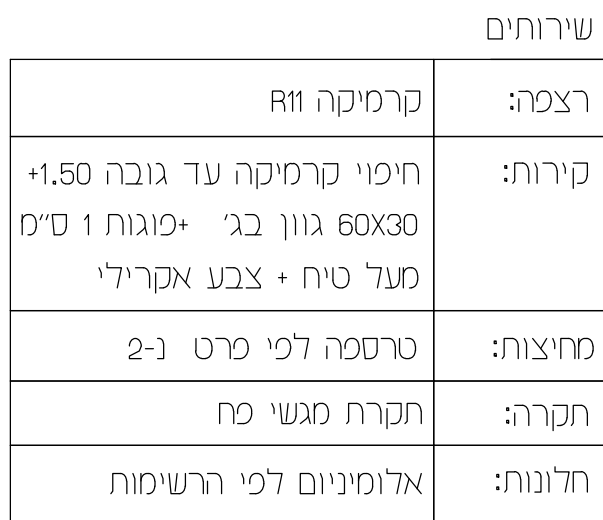 שירותים
רצפה: קרמיקה R11
קירות: חיפוי קרמיקה עד גובה 1.50+
60X30 גוון בג' +פוגות 1 ס"מ
מעל טיח + צבע אקרילי
מחיצות: טרספה לפי פרט נ-2
תקרה: תקרת מגשי פח
חלונות: אלומיניום לפי הרשימות